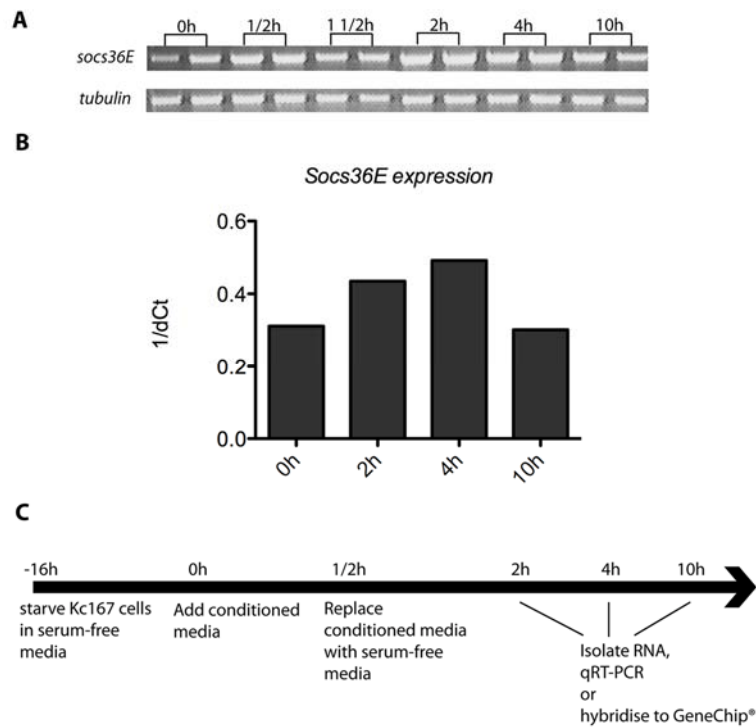 A
0h 1/2h 1 1/2h 2h 4h 10h
socs36E
tubulin
B
Socs36E expression
0.6
0.4
0.2
0.0
1/dCt
0h 2h 4h 10h
C
-16h 0h 1/2h 2h 4h 10h
starve Kc167 cells
in serum-free
media
Add conditioned
media
Replace
conditioned media
with serum-free
media
Isolate RNA,
qRT-PCR
or
hybridise to GeneChip®